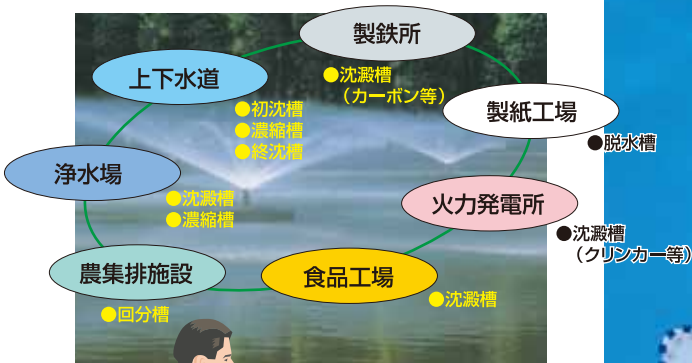 製鉄所
●沈澱槽
（カーボン等）
上下水道
●初沈槽
●濃縮槽
●終沈槽
製紙工場
●脱水槽
浄水場
●沈澱槽
●濃縮槽
火力発電所
●沈澱槽
（クリンカー等）
農集排施設
●回分槽
食品工場
●沈澱槽